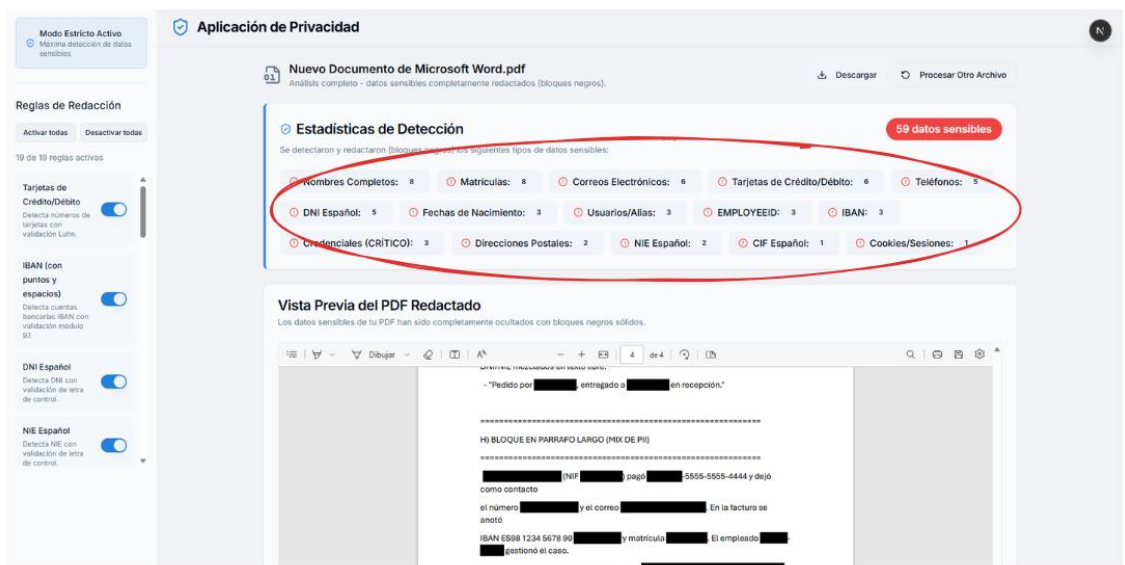 Modo Estricto Activo
Máxima detección de datos
sensibles
Reglas de Redacción
Activar todas Desactivar todas
19 de 19 reglas activas
Tarjetas de
Crédito/Débito
Detecta números de
tarjetas con
validación Luhn.
IBAN (con
puntos y
espacios)
Detecta cuentas
bancarias IBAN con
validación módulo
97.
DNI Español
Detecta DNI con
validación de letra
de control.
NIE Español
Detecta NIE con
validación de letra
de control.
Aplicación de Privacidad
N
Nuevo Documento de Microsoft Word.pdf
Análisis completo - datos sensibles completamente redactados (bloques negros).
Descargar Procesar Otro Archivo
Estadísticas de Detección
59 datos sensibles
Se detectaron y redactaron (bloques negros) los siguientes tipos de datos sensibles:
Nombres Completos: 8 Matrículas: 8 Correos Electrónicos: 6 Tarjetas de Crédito/Débito: 6 Teléfonos: 5
DNI Español: 5 Fechas de Nacimiento: 3 Usuarios/Alias: 3 EMPLOYEEID: 3 IBAN: 3
Credenciales (CRÍTICO): 3 Direcciones Postales: 2 NIE Español: 2 CIF Español: 1 Cookies/Sesiones: 1
Vista Previa del PDF Redactado
Los datos sensibles de tu PDF han sido completamente ocultados con bloques negros sólidos.
Dibujar 4 de 4
DNI/NIE mezclados en texto libre:
- "Pedido por , entregado a en recepción."
============================================================
H) BLOQUE EN PARRAFO LARGO (MIX DE PII)
============================================================
(NIF ) pagó -5555-5555-4444 y dejó
como contacto
el número y el correo . En la factura se
anotó
IBAN ES98 1234 5678 90 y matrícula . El empleado -
gestionó el caso.